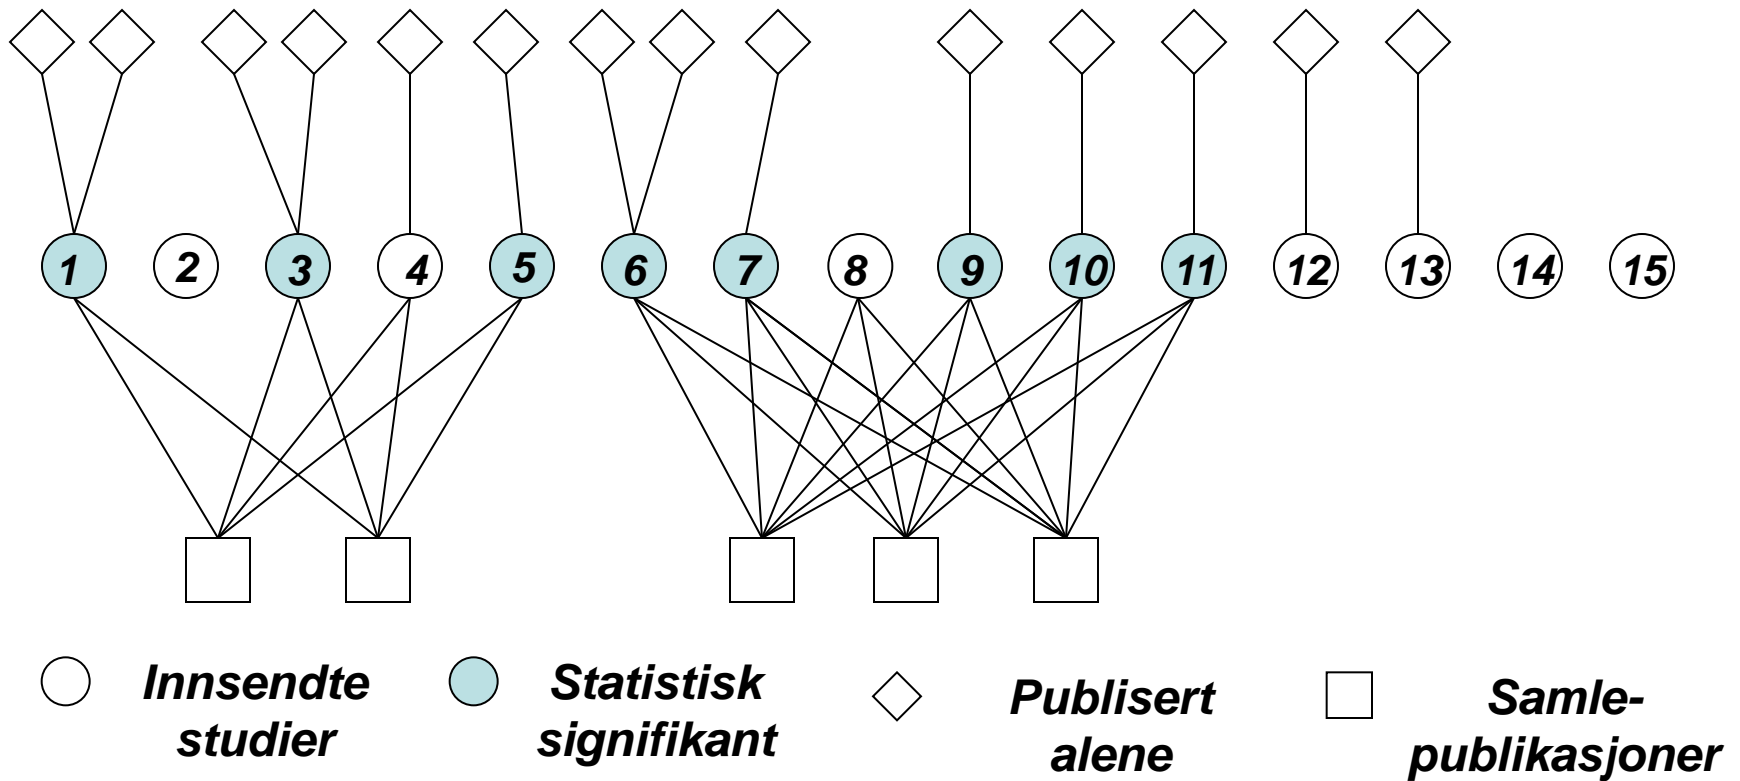 1 2 3 4 5 6 7 8 9 10 11 12 13 14 15
Innsendte
studier
Statistisk
signifikant
Publisert
alene
Samle-
publikasjoner